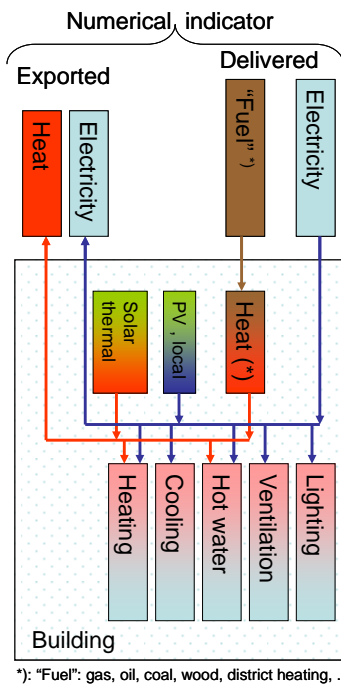 Numerical indicator
Exported
Delivered
Heat
Electricity
“Fuel” *)
Electricity
Solar
thermal
PV , local
Heat (*)
Heating
Cooling
Hot water
Ventilation
Lighting
Building
*): “Fuel”: gas, oil, coal, wood, district heating, .